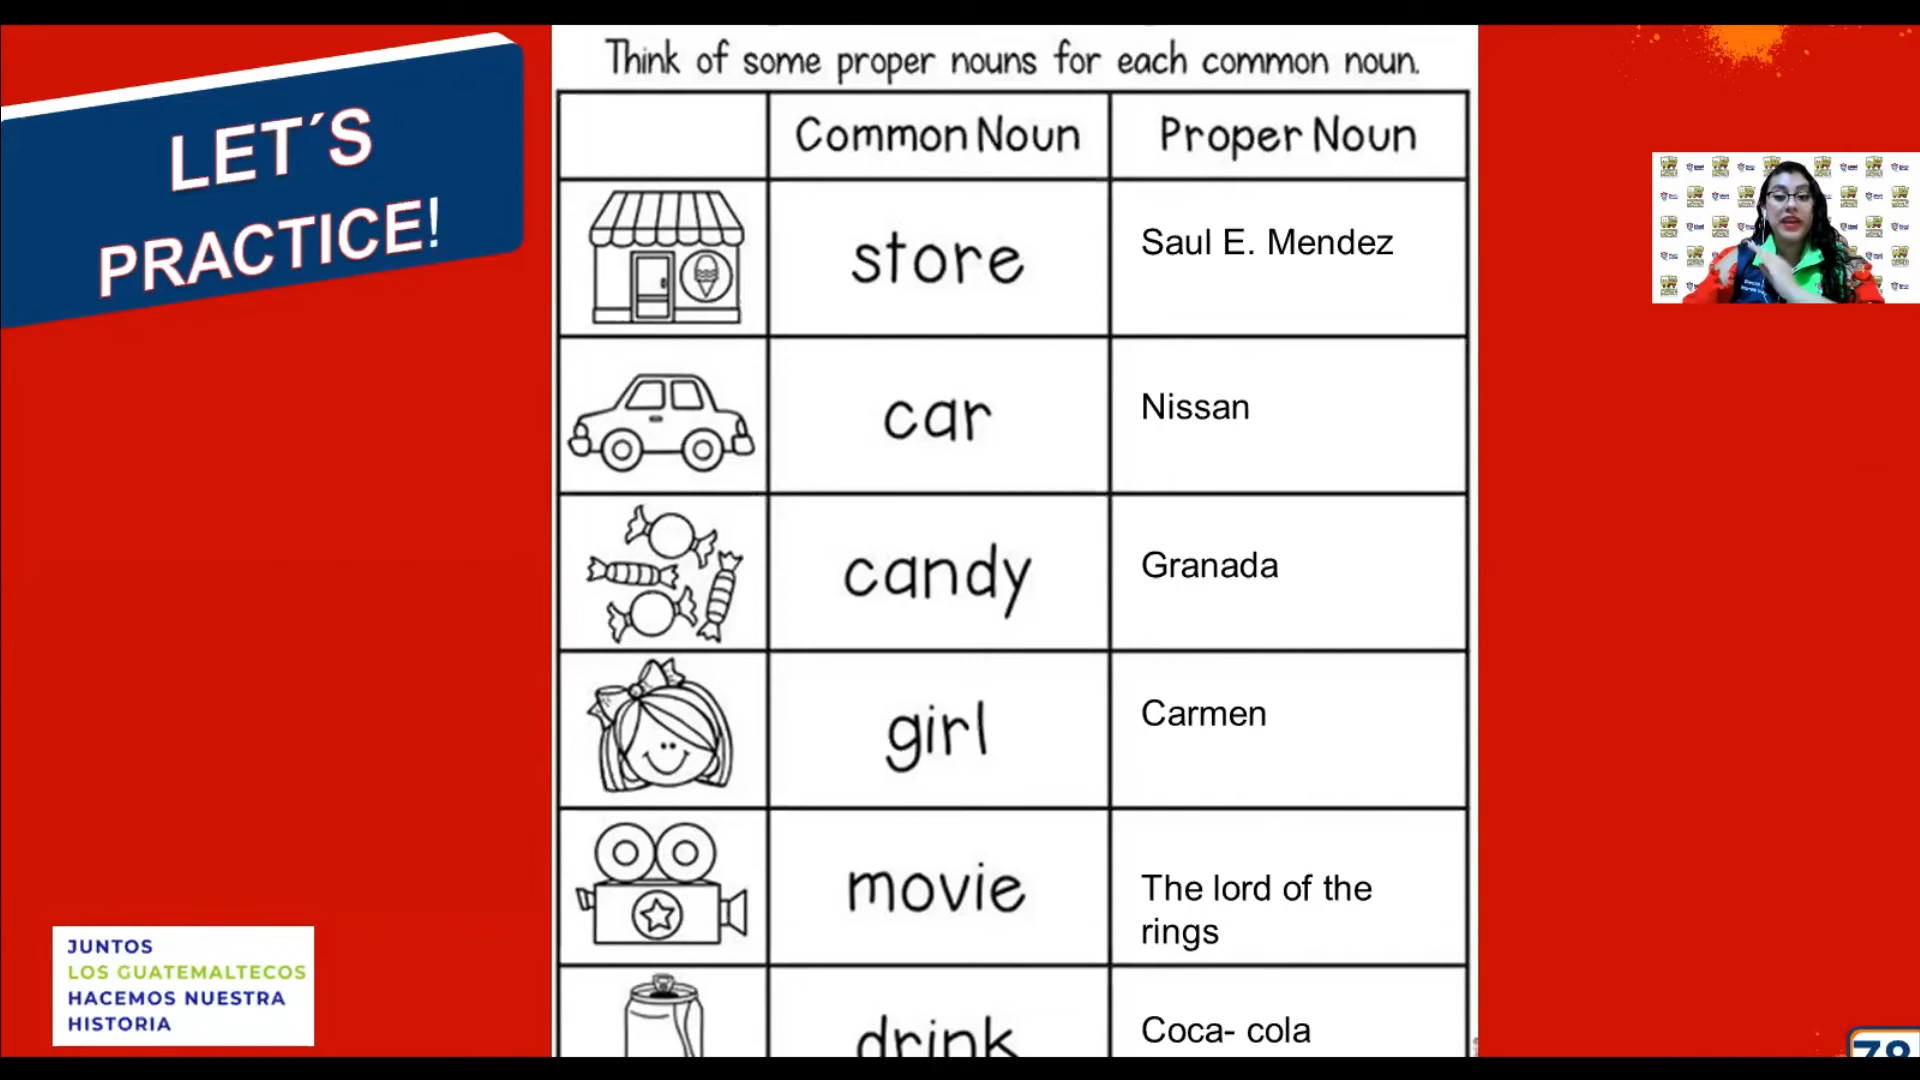 Think of some proper nouns for each common noun.
LET´S
PRACTICE!
Common Noun
Proper Noun
store
Saul E. Mendez
car
Nissan
candy
Granada
girl
Carmen
movie
The lord of the
rings
drink
Coca- cola
JUNTOS
LOS GUATEMALTECOS
HACEMOS NUESTRA
HISTORIA
78